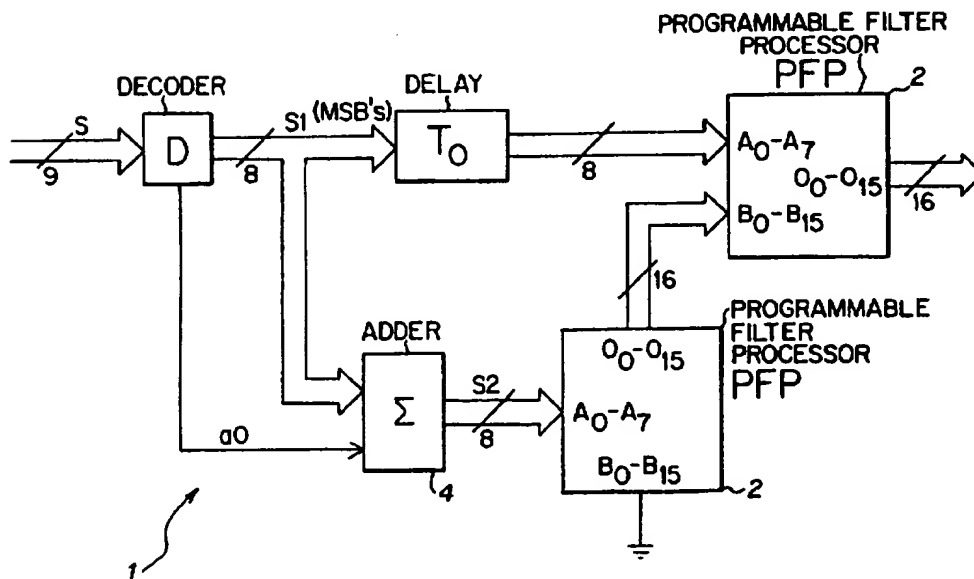 PROGRAMMABLE FILTER
PROCESSOR
PFP
2
DECODER
DELAY
S
9
D
S1 (MSB's)
8
T0
8
A0-A7
O0-O15
B0-B15
16
16
ADDER
Σ
a0
4
S2
8
PROGRAMMABLE
FILTER
PROCESSOR
PFP
O0-O15
A0-A7
B0-B15
2
1